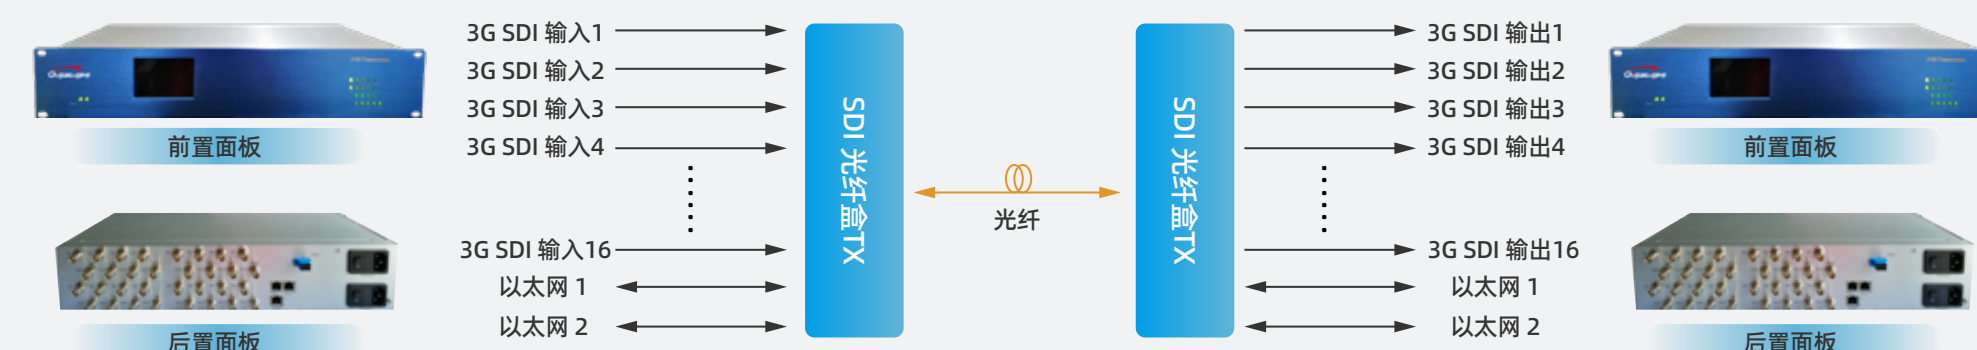 前置面板
后置面板
3G SDI 输入1
3G SDI 输入2
3G SDI 输入3
3G SDI 输入4
3G SDI 输入16
以太网 1
以太网 2
SDI 光纤盒TX
光纤
SDI 光纤盒TX
3G SDI 输出1
3G SDI 输出2
3G SDI 输出3
3G SDI 输出4
3G SDI 输出16
以太网 1
以太网 2
前置面板
后置面板